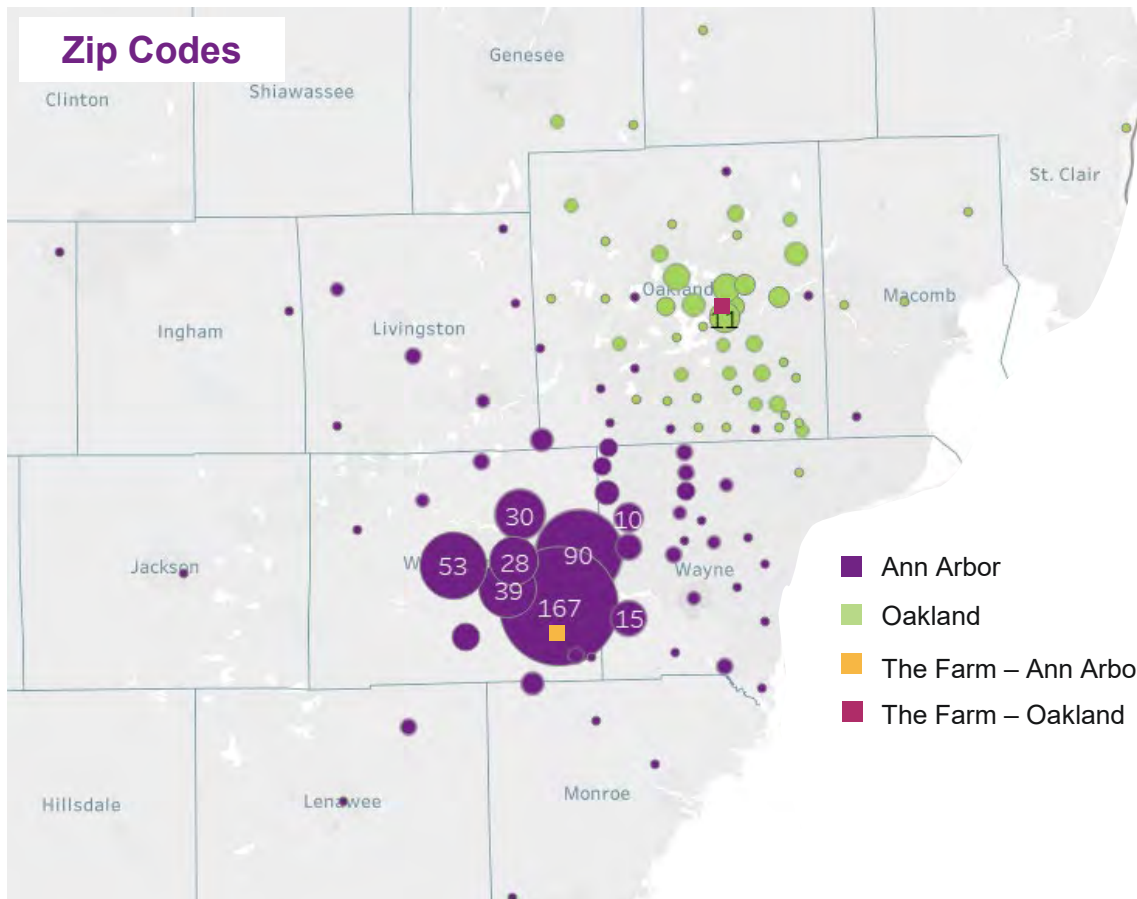 Zip Codes
Genesee
Clinton
Shiawassee
St. Clair
Oakland
Macomb
Ingham
Livingston
11
30
10
90
53
28
W
Jackson
Wayne
39
167
15
Ann Arbor
Oakland
The Farm – Ann Arbo
The Farm – Oakland
Hillsdale
Lenawee
Monroe